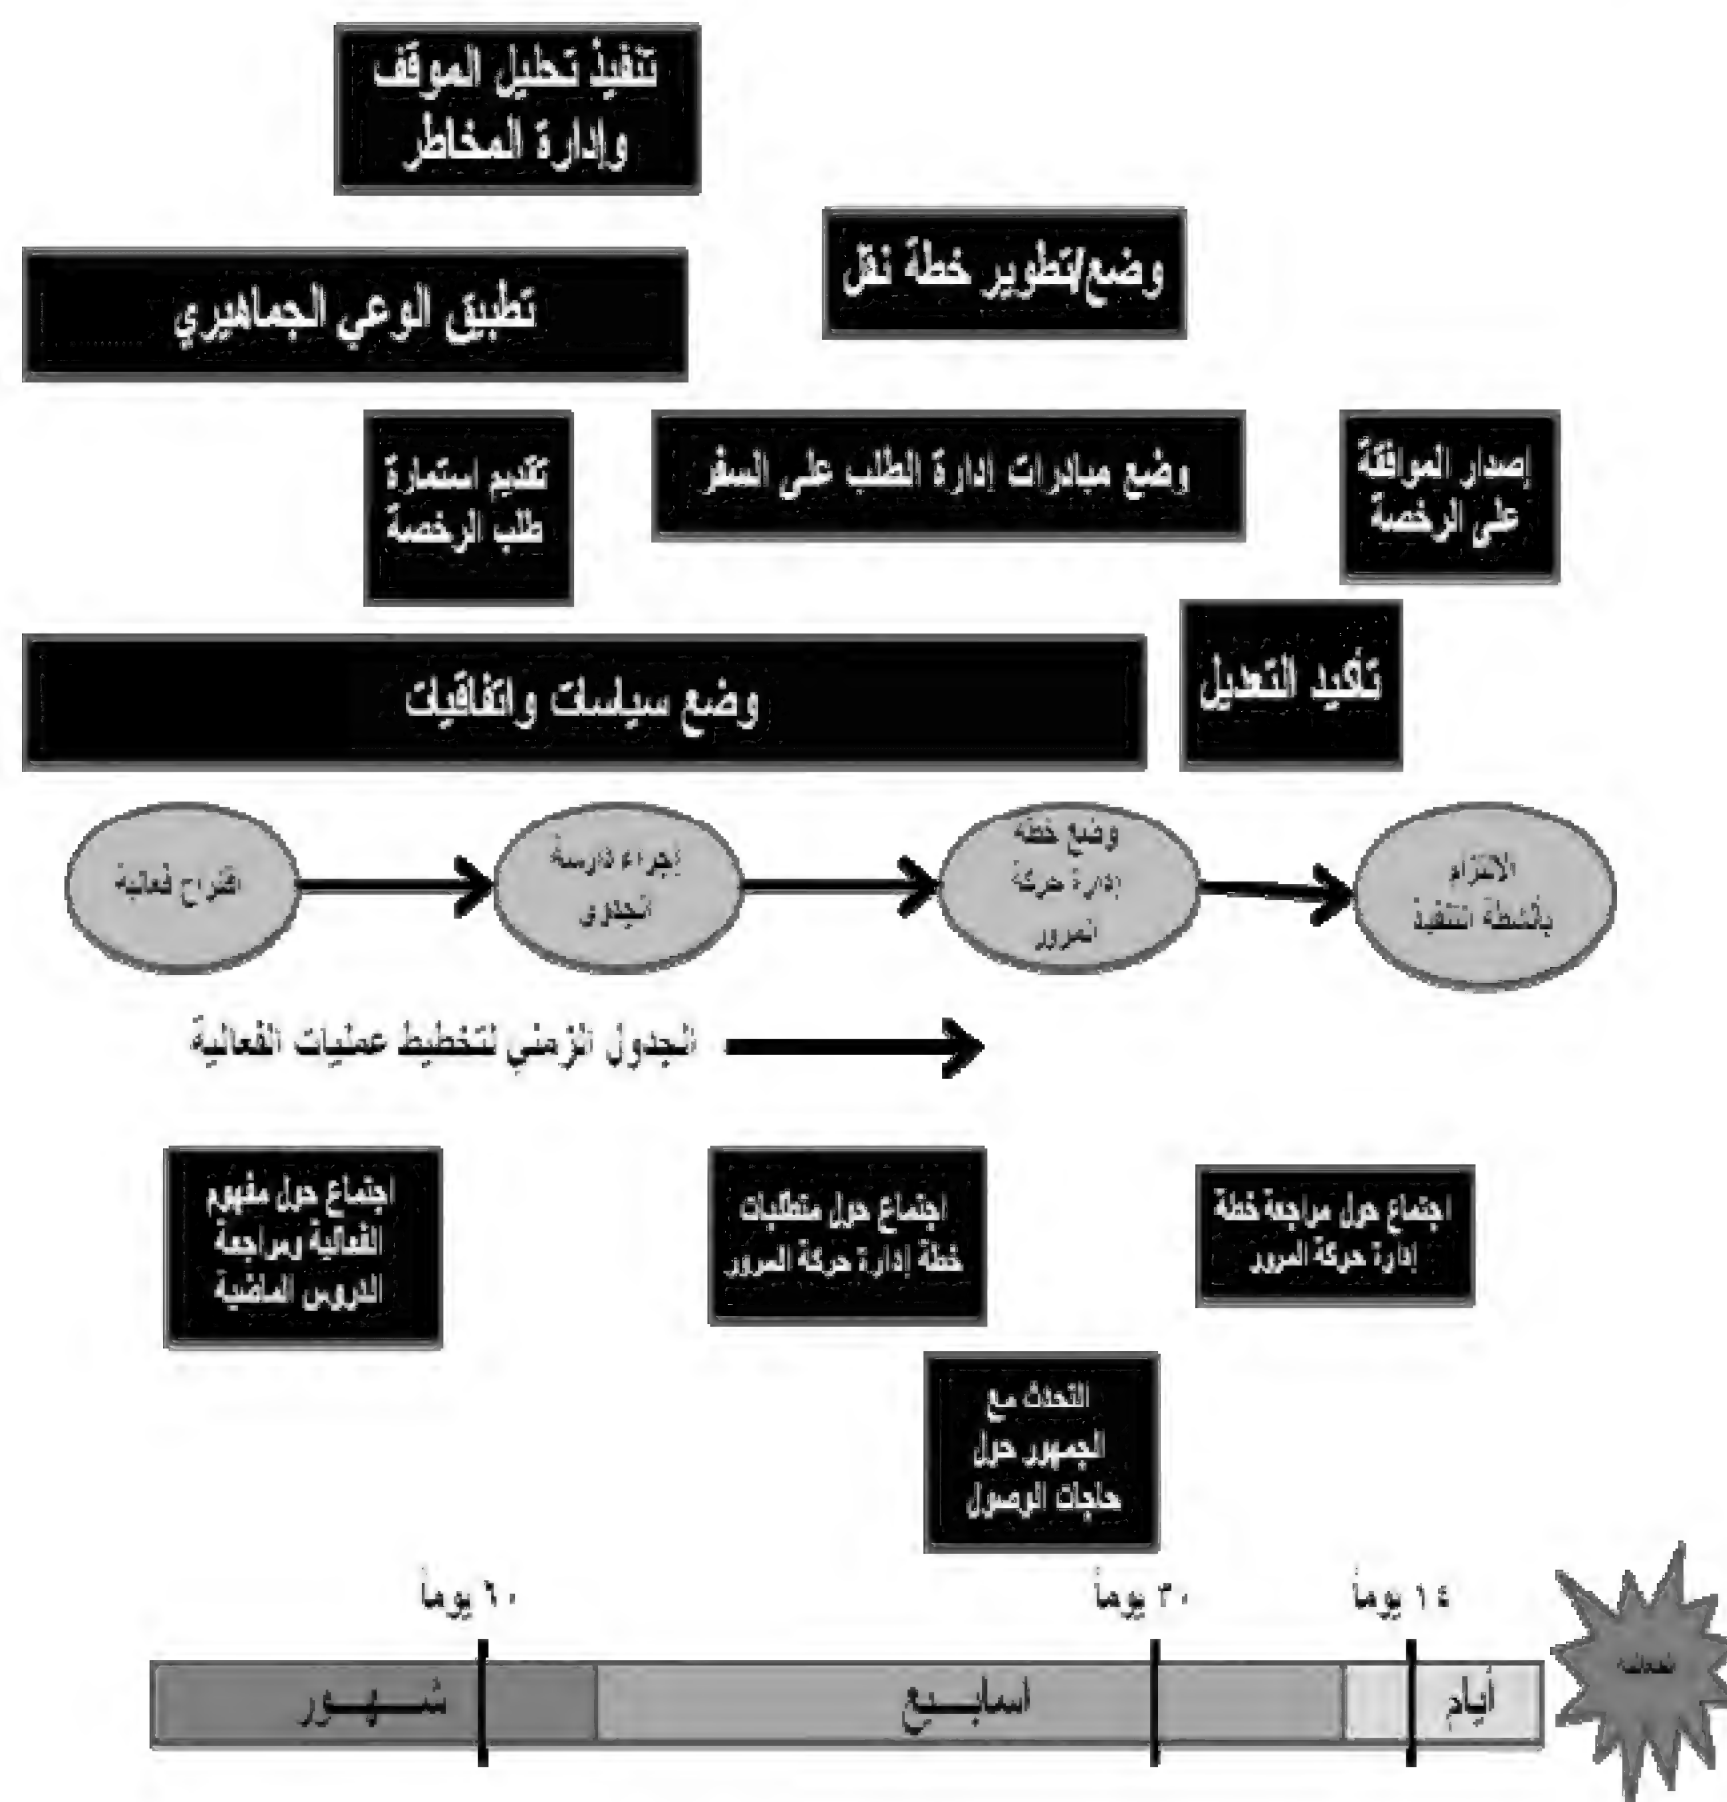 تنفيذ تحليل الموقف
وإدارة المخاطر
وضع/تطوير خطة نقل
تطبيق الوعي الجماهيري
تقديم استمارة
طلب الرخصة
وضع مبادرات إدارة الطلب على السفر
إصدار الموافقة
على الرخصة
وضع سياسات واتفاقيات
تأكيد التعديل
اقتراح فعالية
إجراء دارسة
الجدوى
وضع خطة
إدارة حركة
المرور
الالتزام
بأنشطة التنفيذ
الجدول الزمني لتخطيط عمليات الفعالية
اجتماع حول مفهوم
الفعالية ومراجعة
الدروس الماضية
اجتماع حول متطلبات
خطة إدارة حركة المرور
اجتماع حول مراجعة خطة
إدارة حركة المرور
التحدث مع
الجمهور حول
حاجات الوصول
٦٠ يوماً
٣٠ يوماً
١٤ يوماً
شـــهـــور
أسابـــيع
أيام
الفعالية